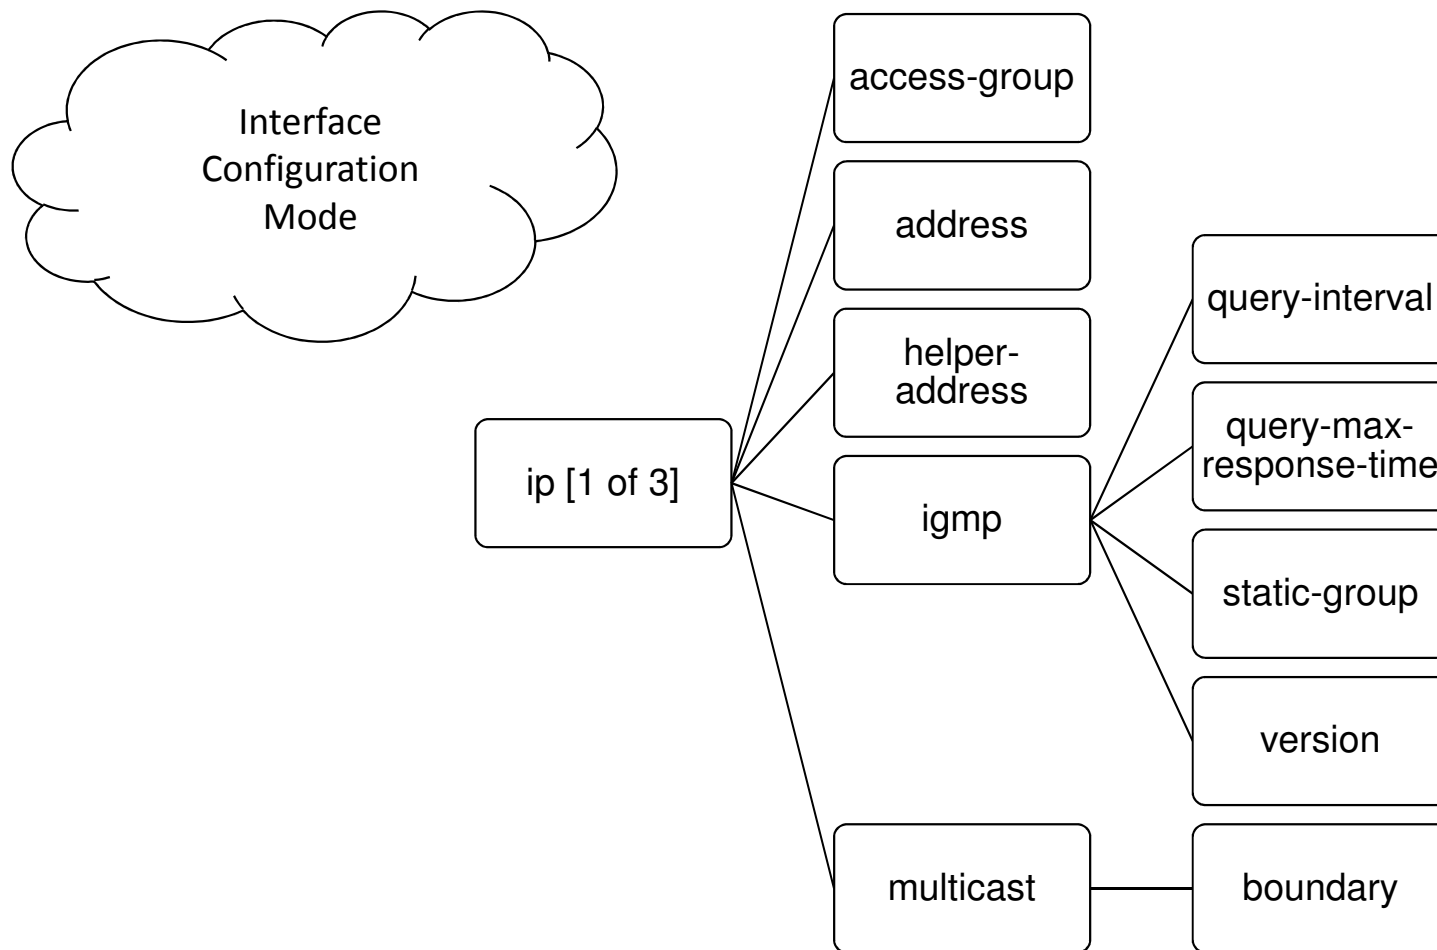 Interface
Configuration
Mode
ip [1 of 3]
access-group
address
helper-
address
igmp
multicast
query-interval
query-max-
response-time
static-group
version
boundary